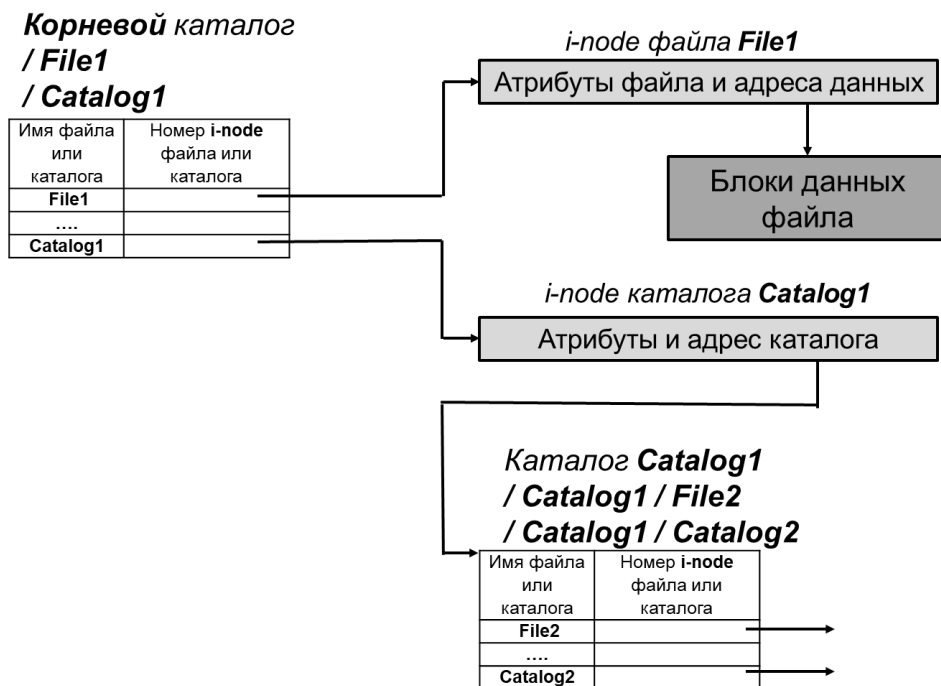 Корневой каталог
/ File1
/ Catalog1
Имя файла
или
каталога
Номер i-node
файла или
каталога
File1
....
Catalog1
i-node файла File1
Атрибуты файла и адреса данных
Блоки данных
файла
i-node каталога Catalog1
Атрибуты и адрес каталога
Каталог Catalog1
/ Catalog1 / File2
/ Catalog1 / Catalog2
Имя файла
или
каталога
Номер i-node
файла или
каталога
File2
....
Catalog2